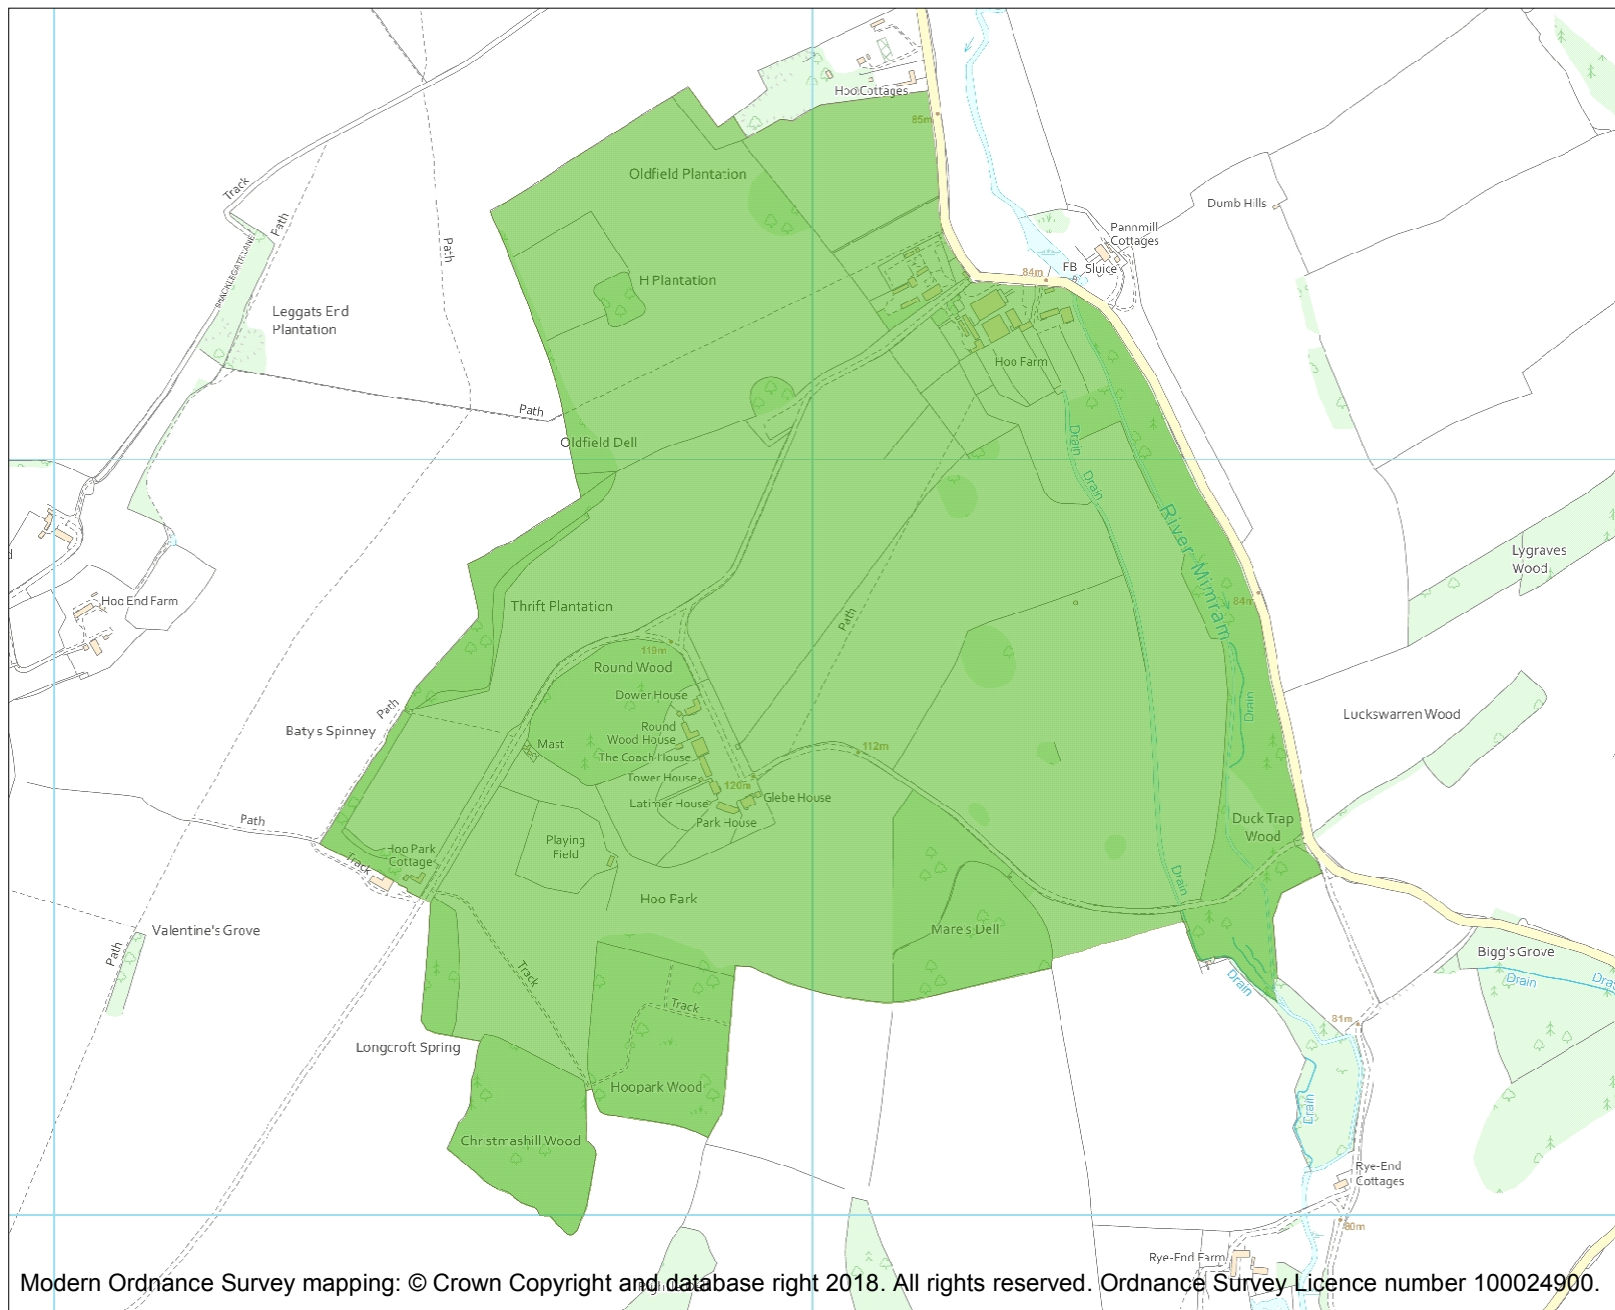 Hoo Cottages
85m
Oldfield Plantation
Track
Path
Path
BRACKLEGATE LANE
Dumb Hills
Pannmill
Cottages
84m
FB
Sluice
H Plantation
Leggats End
Plantation
Hoo Farm
Path
Oldfield Dell
Drain
Drain
River Mimram
Lygraves
Wood
Hoo End Farm
Thrift Plantation
Path
84m
119m
Round Wood
Dower House
Path
Baty's Spinney
Round
Wood House
Mast
The Coach House
112m
Drain
Luckswarren Wood
Tower House
120m
Latimer House
Glebe House
Park House
Path
Duck Trap
Wood
Playing
Field
Hoo Park
Cottage
Track
Drain
Hoo Park
Valentine's Grove
Mare's Dell
Path
Bigg's Grove
Track
Drain
Drain
Track
81m
Longcroft Spring
Hoopark Wood
Drain
Christmashill Wood
Rye-End
Cottages
80m
Rye-End Farm
Modern Ordnance Survey mapping: © Crown Copyright and database right 2018. All rights reserved. Ordnance Survey Licence number 100024900.